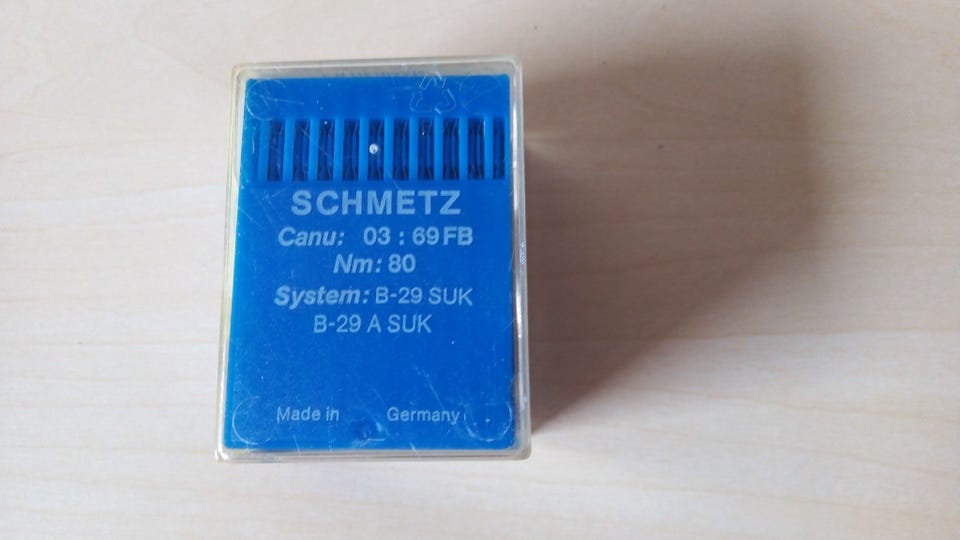 SCHMETZ
Canu: 03 : 69 FB
Nm: 80
System: B-29 SUK
B-29 A SUK
Made in Germany